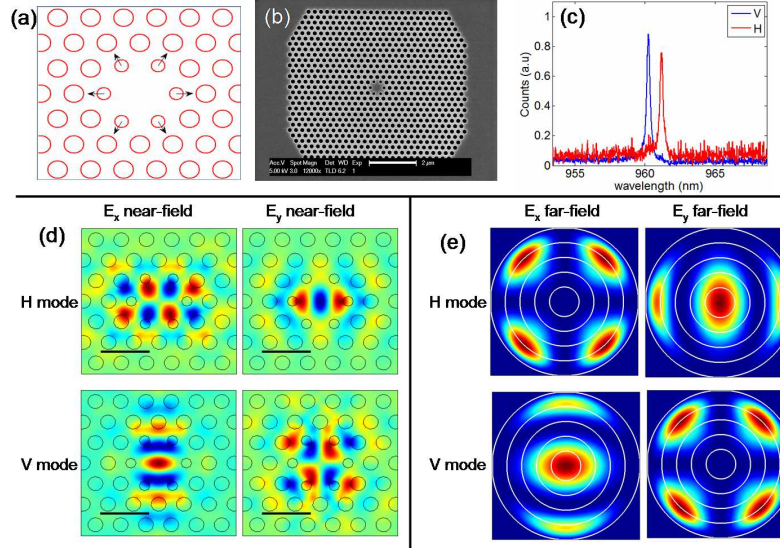 (a)
(b)
Acc.V Spot Magn Det WD Exp
5.00 kV 3.0 12000x TLD 6.2 1
2 µm
(c)
V
H
Counts (a.u)
1
0.8
0.6
0.4
0.2
0
955 960 965
wavelength (nm)
Ex near-field Ey near-field
(d)
H mode
V mode
Ex far-field Ey far-field
(e)
H mode
V mode